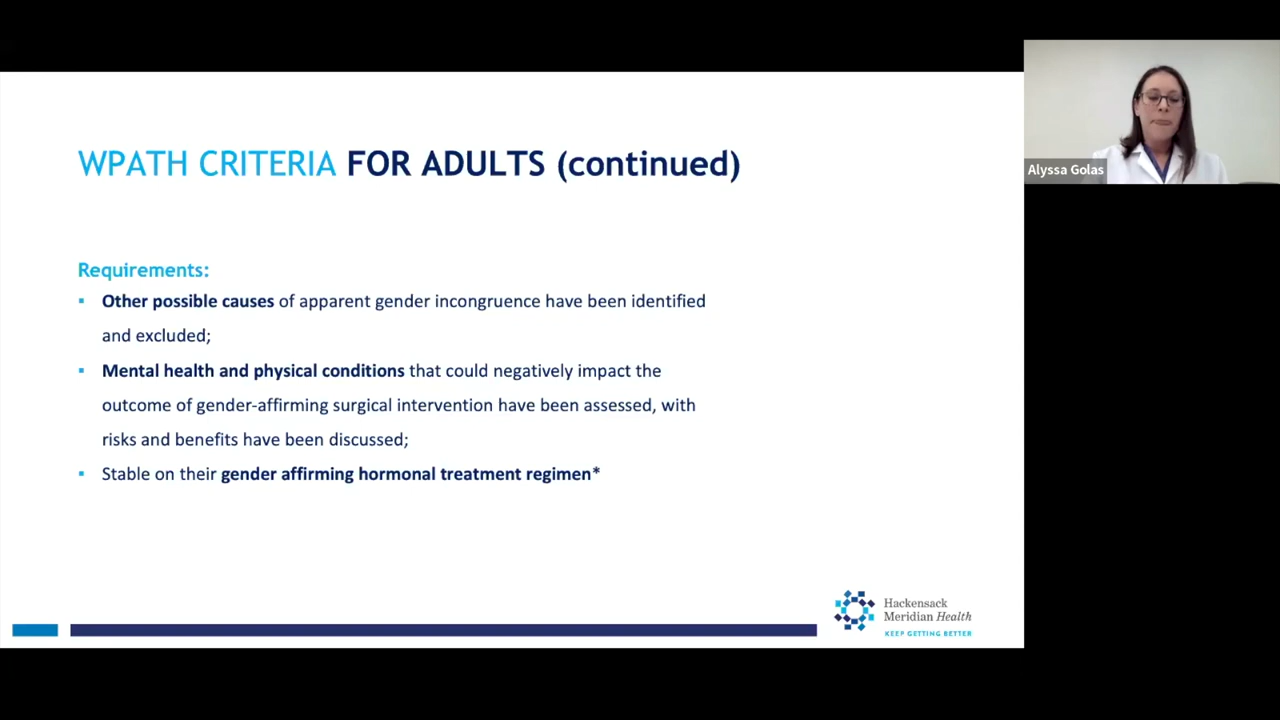 WPATH CRITERIA FOR ADULTS (continued)
Alyssa Golas
Requirements:
▪ Other possible causes of apparent gender incongruence have been identified
and excluded;
▪ Mental health and physical conditions that could negatively impact the
outcome of gender-affirming surgical intervention have been assessed, with
risks and benefits have been discussed;
▪ Stable on their gender affirming hormonal treatment regimen*
Hackensack
Meridian Health
KEEP GETTING BETTER